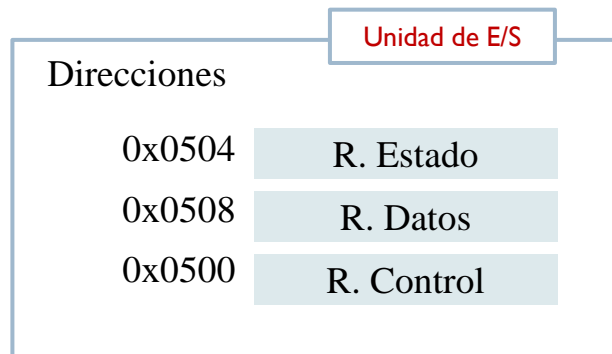 Unidad de E/S
Direcciones
0x0504 R. Estado
0x0508 R. Datos
0x0500 R. Control